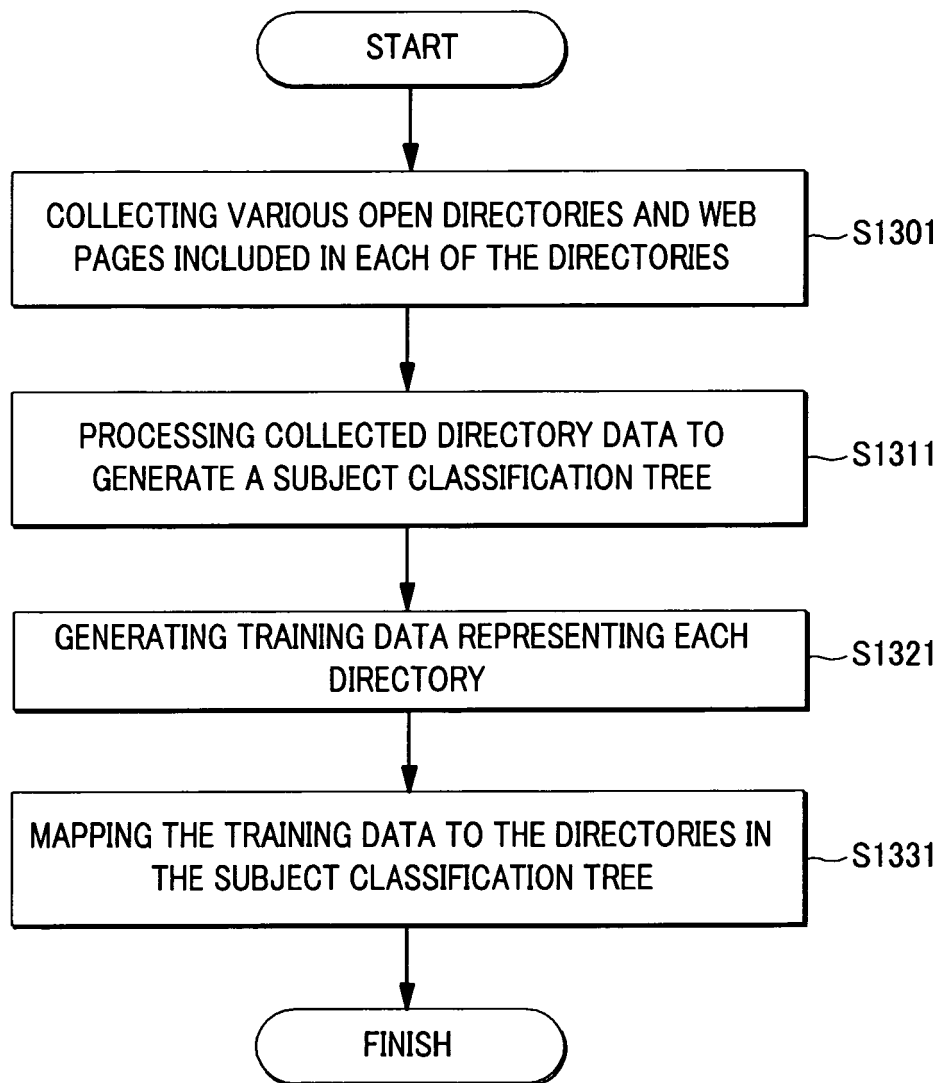 START
COLLECTING VARIOUS OPEN DIRECTORIES AND WEB
PAGES INCLUDED IN EACH OF THE DIRECTORIES
S1301
PROCESSING COLLECTED DIRECTORY DATA TO
GENERATE A SUBJECT CLASSIFICATION TREE
S1311
GENERATING TRAINING DATA REPRESENTING EACH
DIRECTORY
S1321
MAPPING THE TRAINING DATA TO THE DIRECTORIES IN
THE SUBJECT CLASSIFICATION TREE
S1331
FINISH